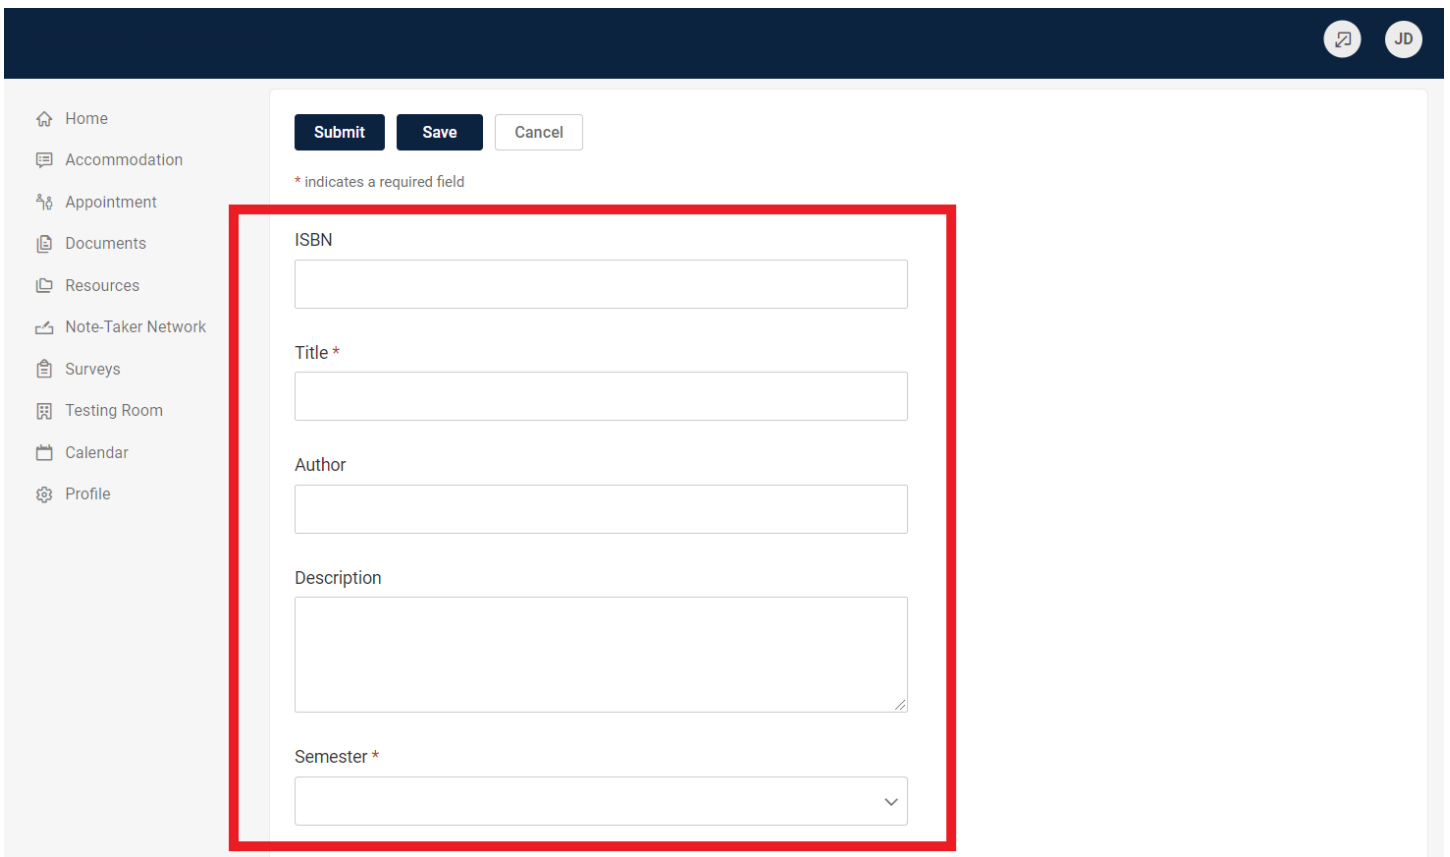 JD
Home
Accommodation
Appointment
Documents
Resources
Note-Taker Network
Surveys
Testing Room
Calendar
Profile
Submit Save Cancel
* indicates a required field
ISBN
Title *
Author
Description
Semester *